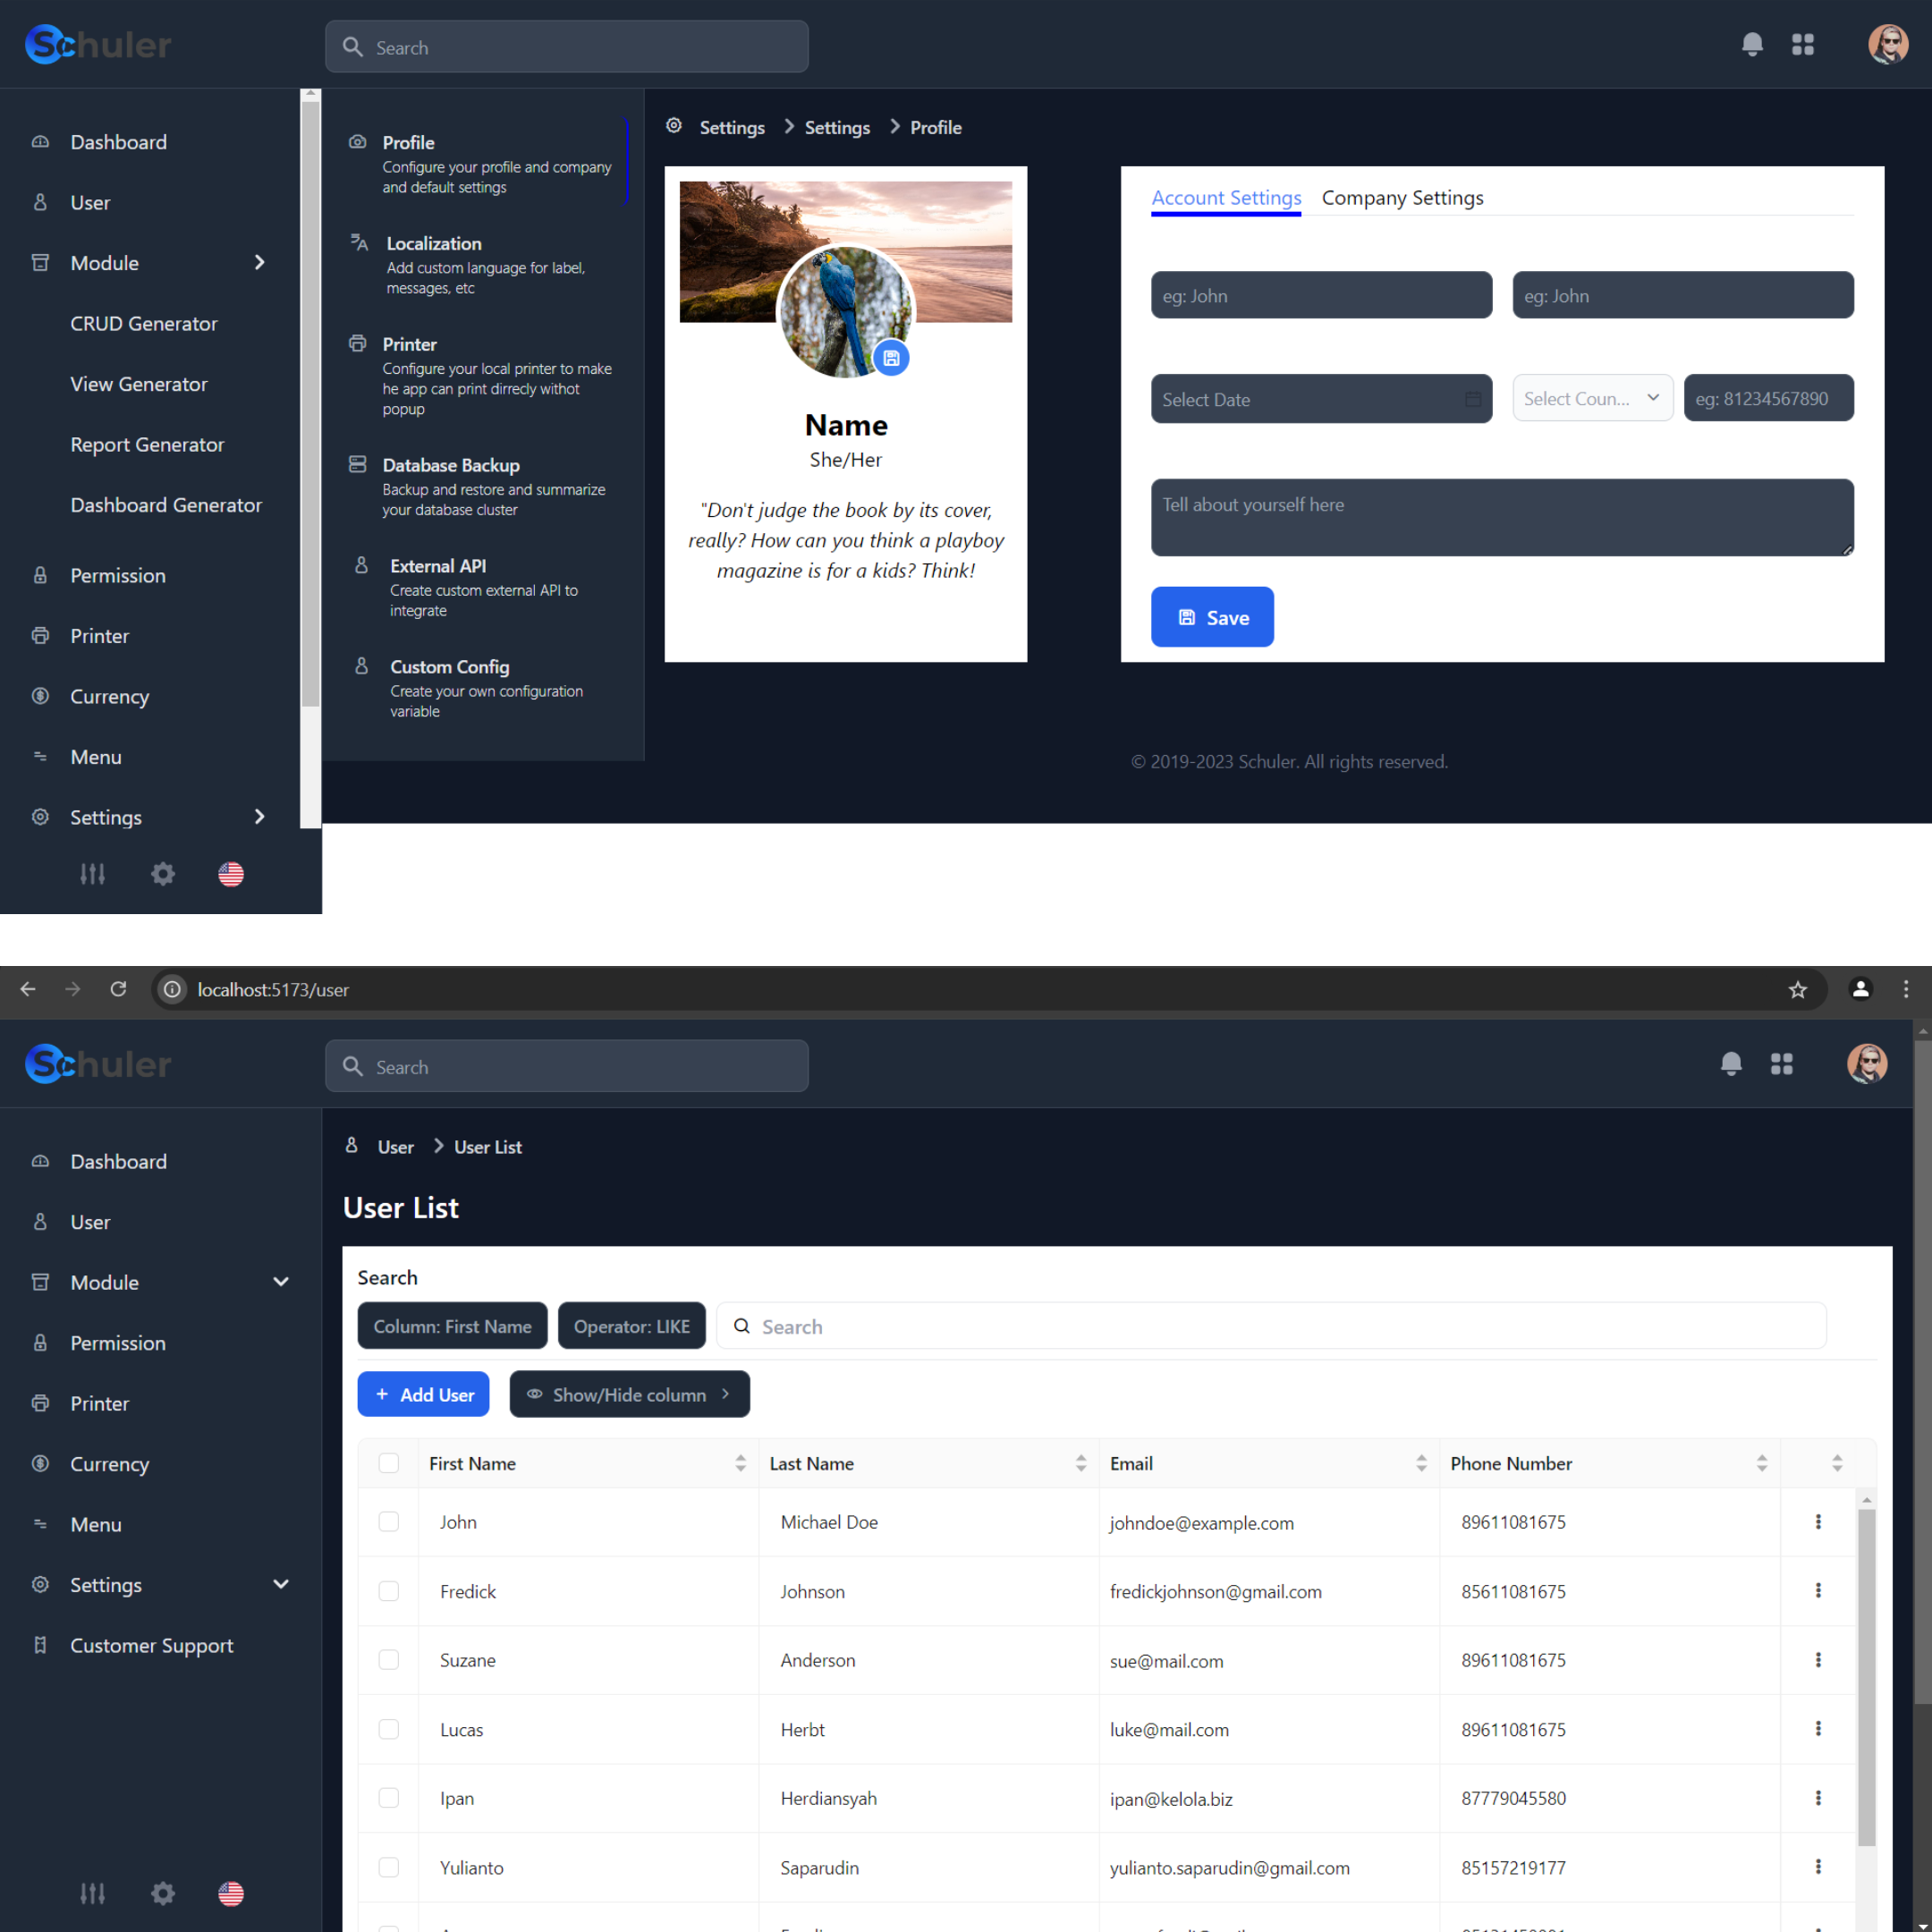 Schuler
Search
Dashboard
User
Module
CRUD Generator
View Generator
Report Generator
Dashboard Generator
Permission
Printer
Currency
Menu
Settings
Profile
Configure your profile and company
and default settings
Localization
Add custom language for label,
messages, etc
Printer
Configure your local printer to make
he app can print dirrecly withot
popup
Database Backup
Backup and restore and summarize
your database cluster
External API
Create custom external API to
integrate
Custom Config
Create your own configuration
variable
Settings Settings Profile
Name
She/Her
"Don't judge the book by its cover,
really? How can you think a playboy
magazine is for a kids? Think!
Account Settings Company Settings
eg: John eg: John
Select Date Select Coun... eg: 81234567890
Tell about yourself here
Save
© 2019-2023 Schuler. All rights reserved.
localhost:5173/user
Schuler
Search
Dashboard
User
Module
Permission
Printer
Currency
Menu
Settings
Customer Support
User User List
User List
Search
Column: First Name Operator: LIKE Search
+ Add User Show/Hide column
First Name Last Name Email Phone Number
John Michael Doe johndoe@example.com 89611081675
Fredick Johnson fredickjohnson@gmail.com 85611081675
Suzane Anderson sue@mail.com 89611081675
Lucas Herbt luke@mail.com 89611081675
Ipan Herdiansyah ipan@kelola.biz 87779045580
Yulianto Saparudin yulianto.saparudin@gmail.com 85157219177